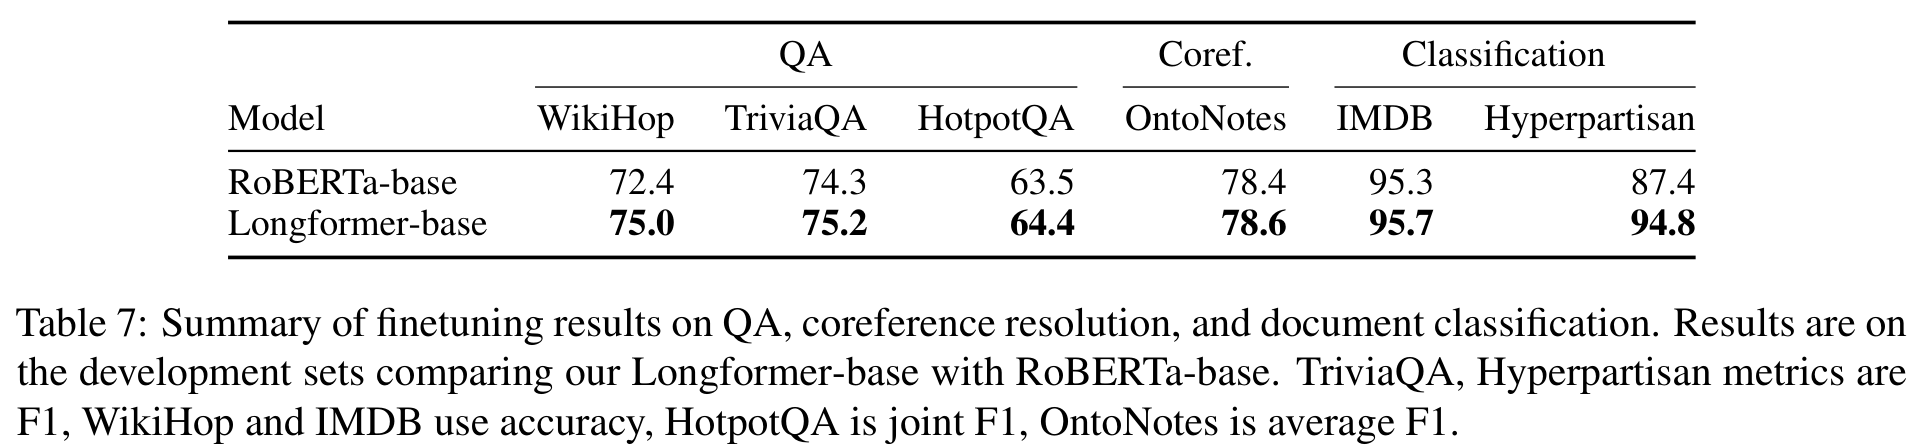 QA Coref. Classification
Model WikiHop TriviaQA HotpotQA OntoNotes IMDB Hyperpartisan
RoBERTa-base 72.4 74.3 63.5 78.4 95.3 87.4
Longformer-base 75.0 75.2 64.4 78.6 95.7 94.8
Table 7: Summary of finetuning results on QA, coreference resolution, and document classification. Results are on
the development sets comparing our Longformer-base with RoBERTa-base. TriviaQA, Hyperpartisan metrics are
F1, WikiHop and IMDB use accuracy, HotpotQA is joint F1, OntoNotes is average F1.